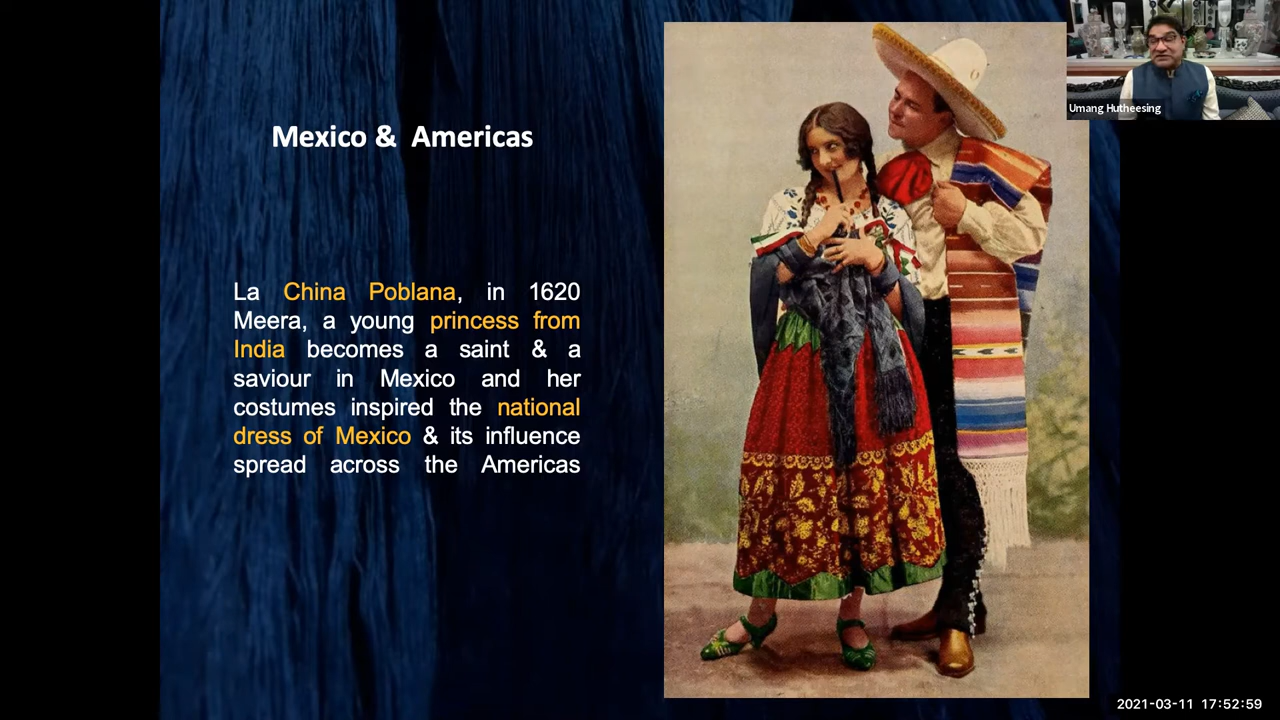 Mexico & Americas
La China Poblana, in 1620
Meera, a young princess from
India becomes a saint & a
saviour in Mexico and her
costumes inspired the national
dress of Mexico & its influence
spread across the Americas
Umang Hutheesing
2021-03-11 17:52:59